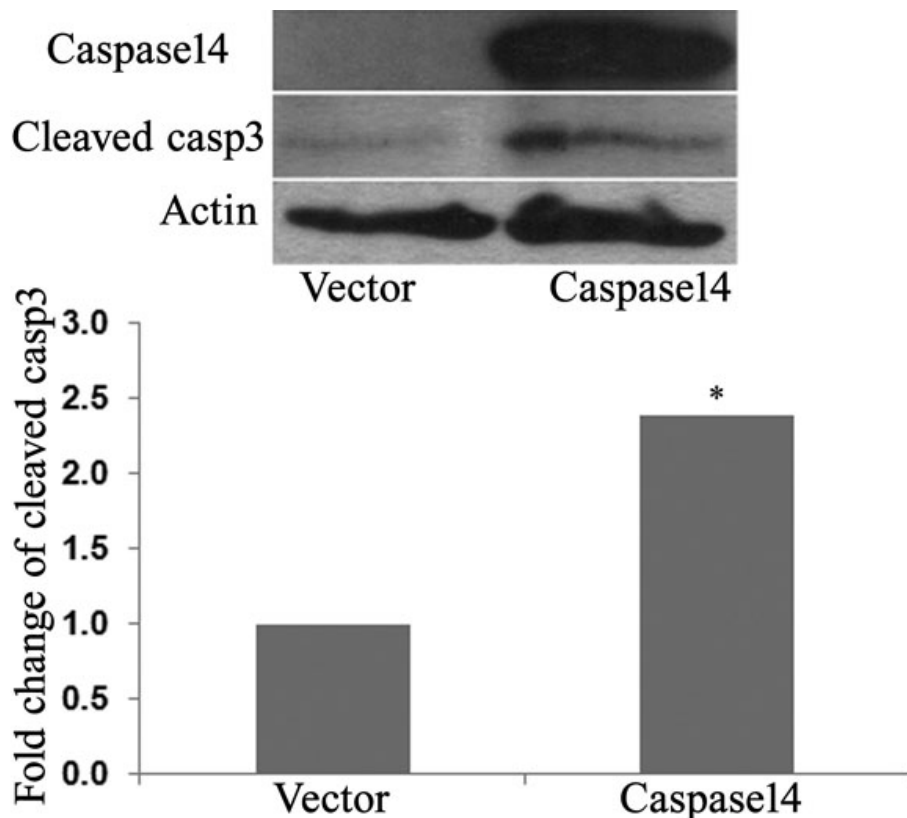 Caspase14
Cleaved casp3
Actin
Vector Caspase14
Fold change of cleaved casp3
3.0
2.5
2.0
1.5
1.0
0.5
0.0
*
Vector Caspase14